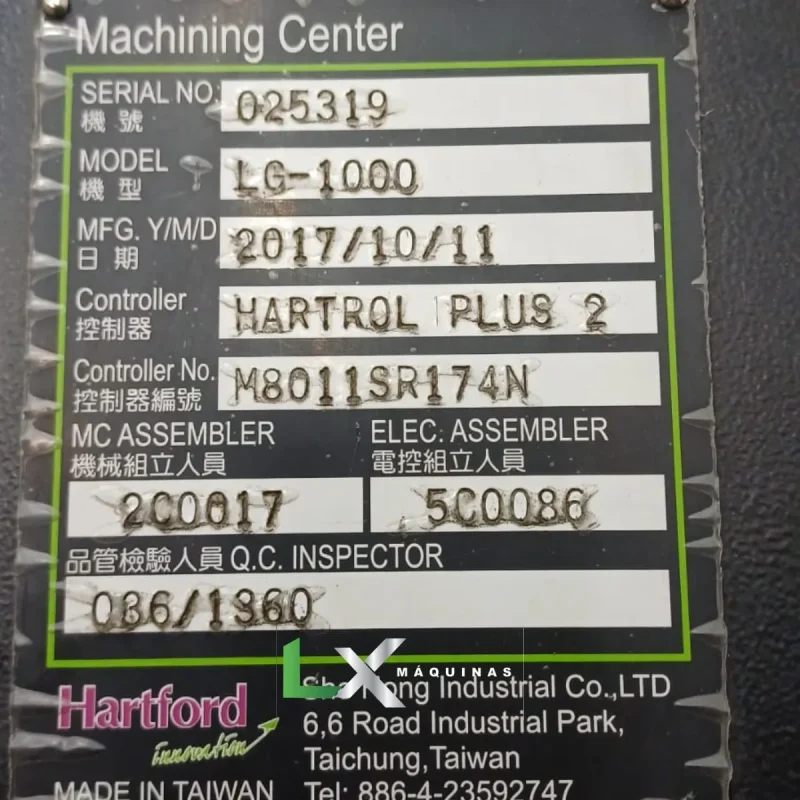 Machining Center
SERIAL NO. 025319
機 號
MODEL LG-1000
機 型
MFG. Y/M/D 2017/10/11
日 期
Controller HARTROL PLUS 2
控制器
Controller No. M8011SR174N
控制器編號
MC ASSEMBLER ELEC. ASSEMBLER
機械組立人員 電控組立人員
2C0017 5C0086
品管檢驗人員 Q.C. INSPECTOR
LX MÁQUINAS
Hartford Industrial Co.,LTD
innovation 6,6 Road Industrial Park,
Taichung,Taiwan
MADE IN TAIWAN Tel: 886-4-23592747